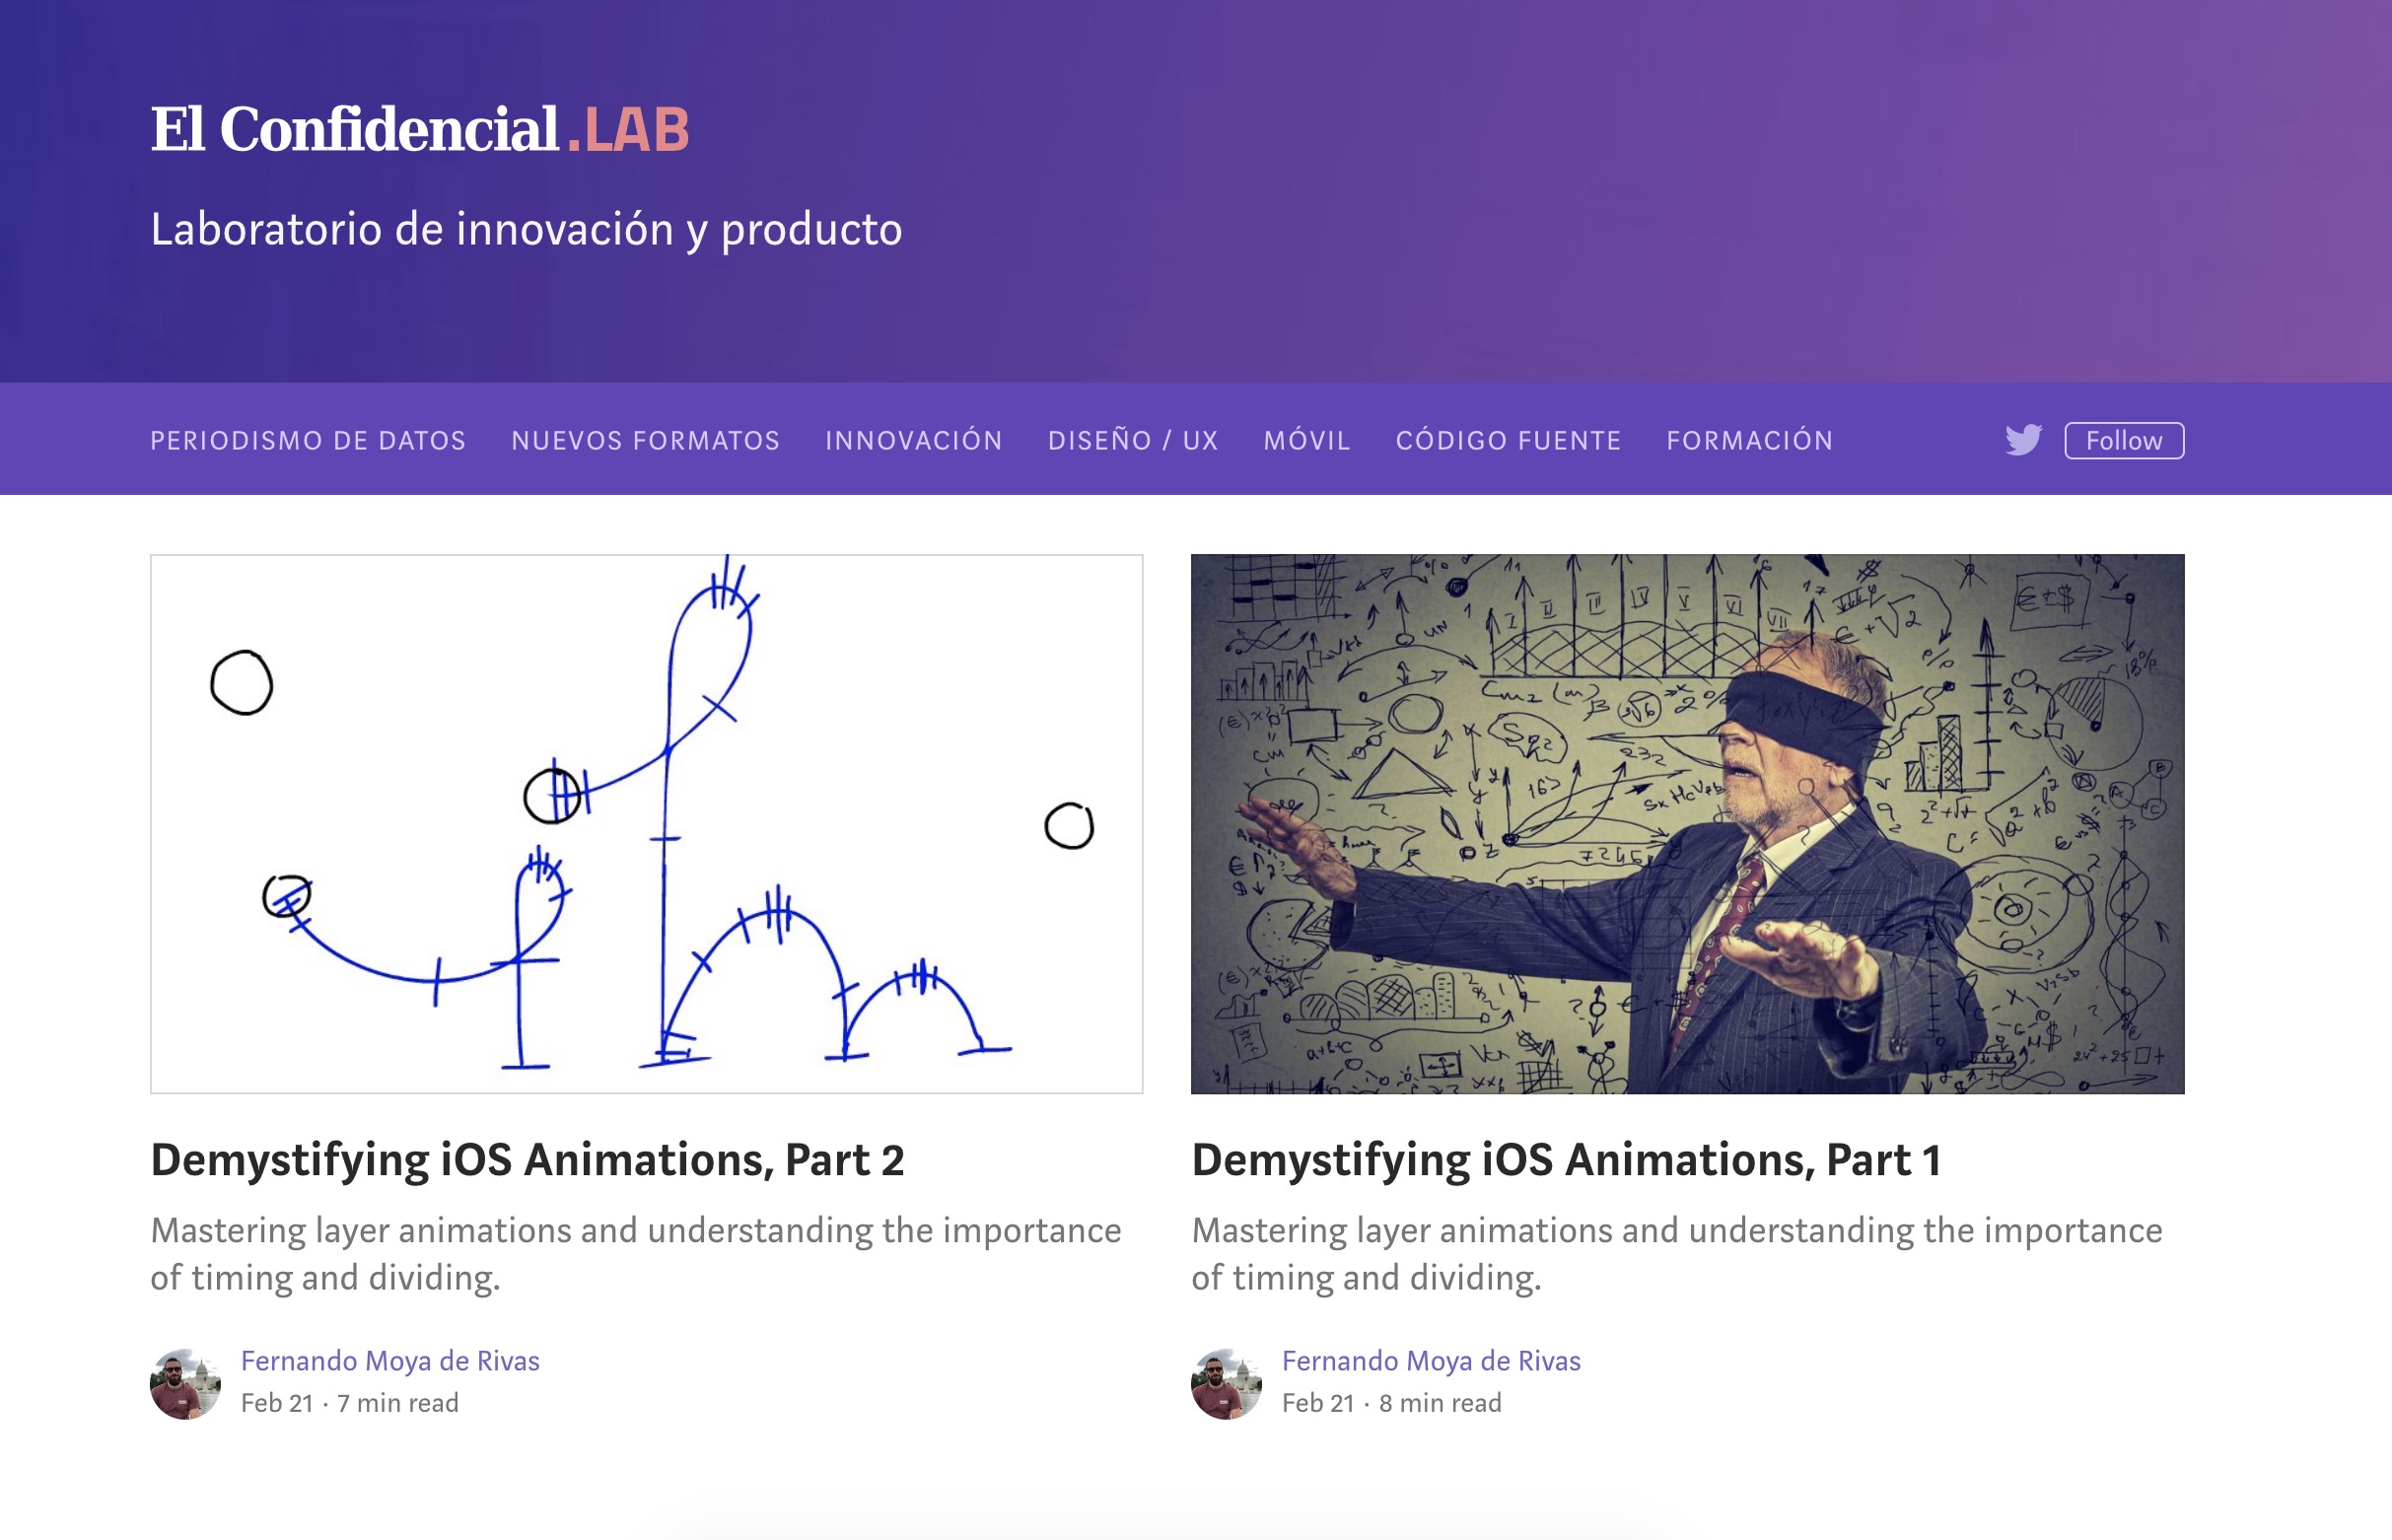 El Confidencial.LAB
Laboratorio de innovación y producto
PERIODISMO DE DATOS NUEVOS FORMATOS INNOVACIÓN DISEÑO / UX MÓVIL CÓDIGO FUENTE FORMACIÓN Follow
Demystifying iOS Animations, Part 2
Mastering layer animations and understanding the importance
of timing and dividing.
Fernando Moya de Rivas
Feb 21 · 7 min read
Demystifying iOS Animations, Part 1
Mastering layer animations and understanding the importance
of timing and dividing.
Fernando Moya de Rivas
Feb 21 · 8 min read